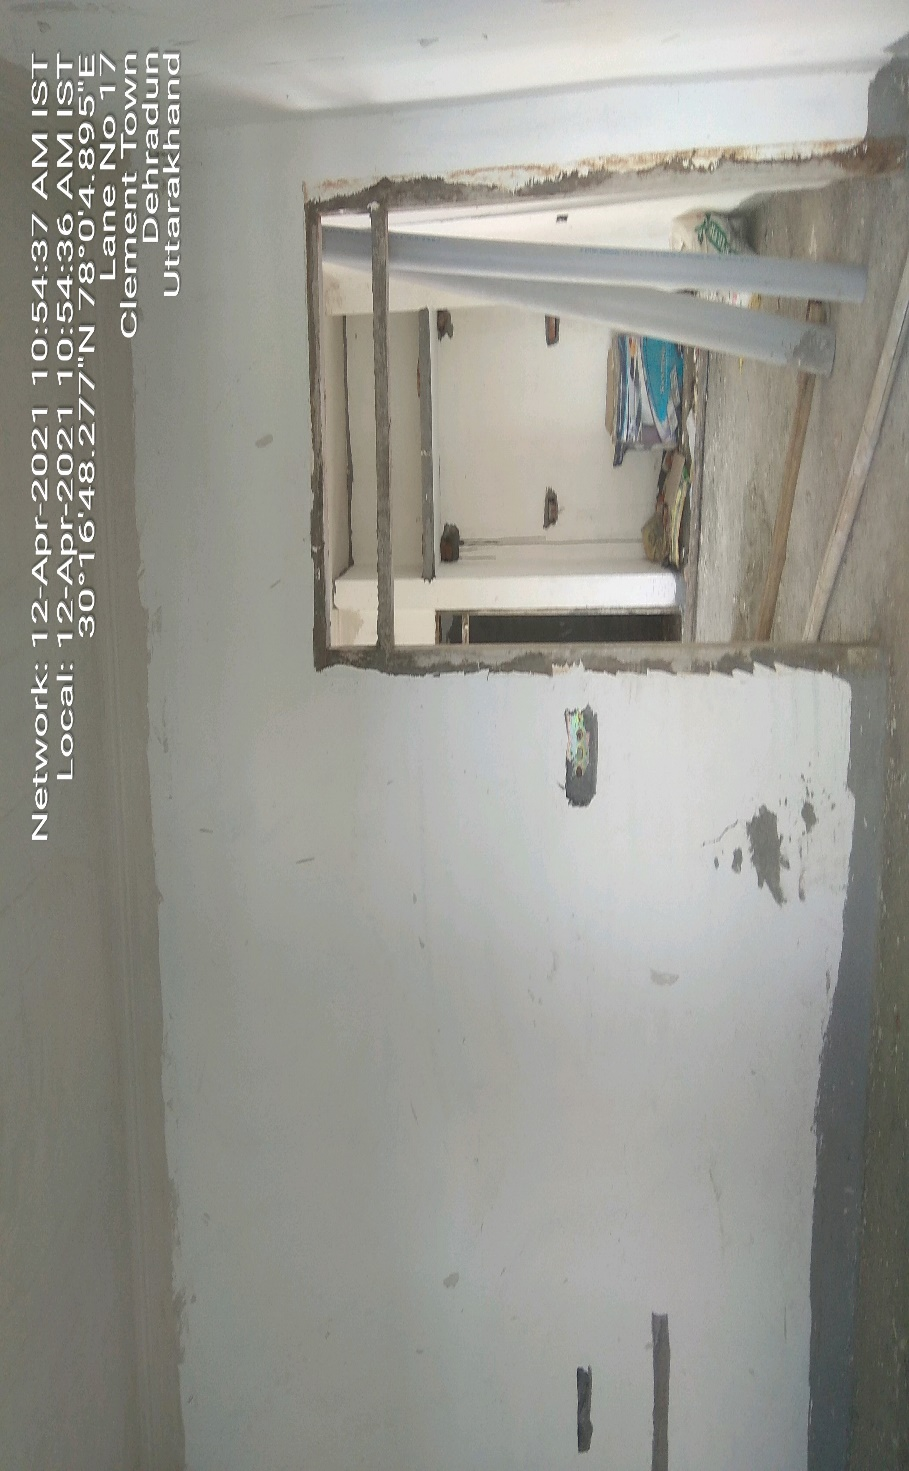 Network: 12-Apr-2021 10:54:37 AM IST
Local: 12-Apr-2021 10:54:36 AM IST
30°16'48.277"N 78°0'4.895"E
Lane No 17
Clement Town
Dehradun
Uttarakhand